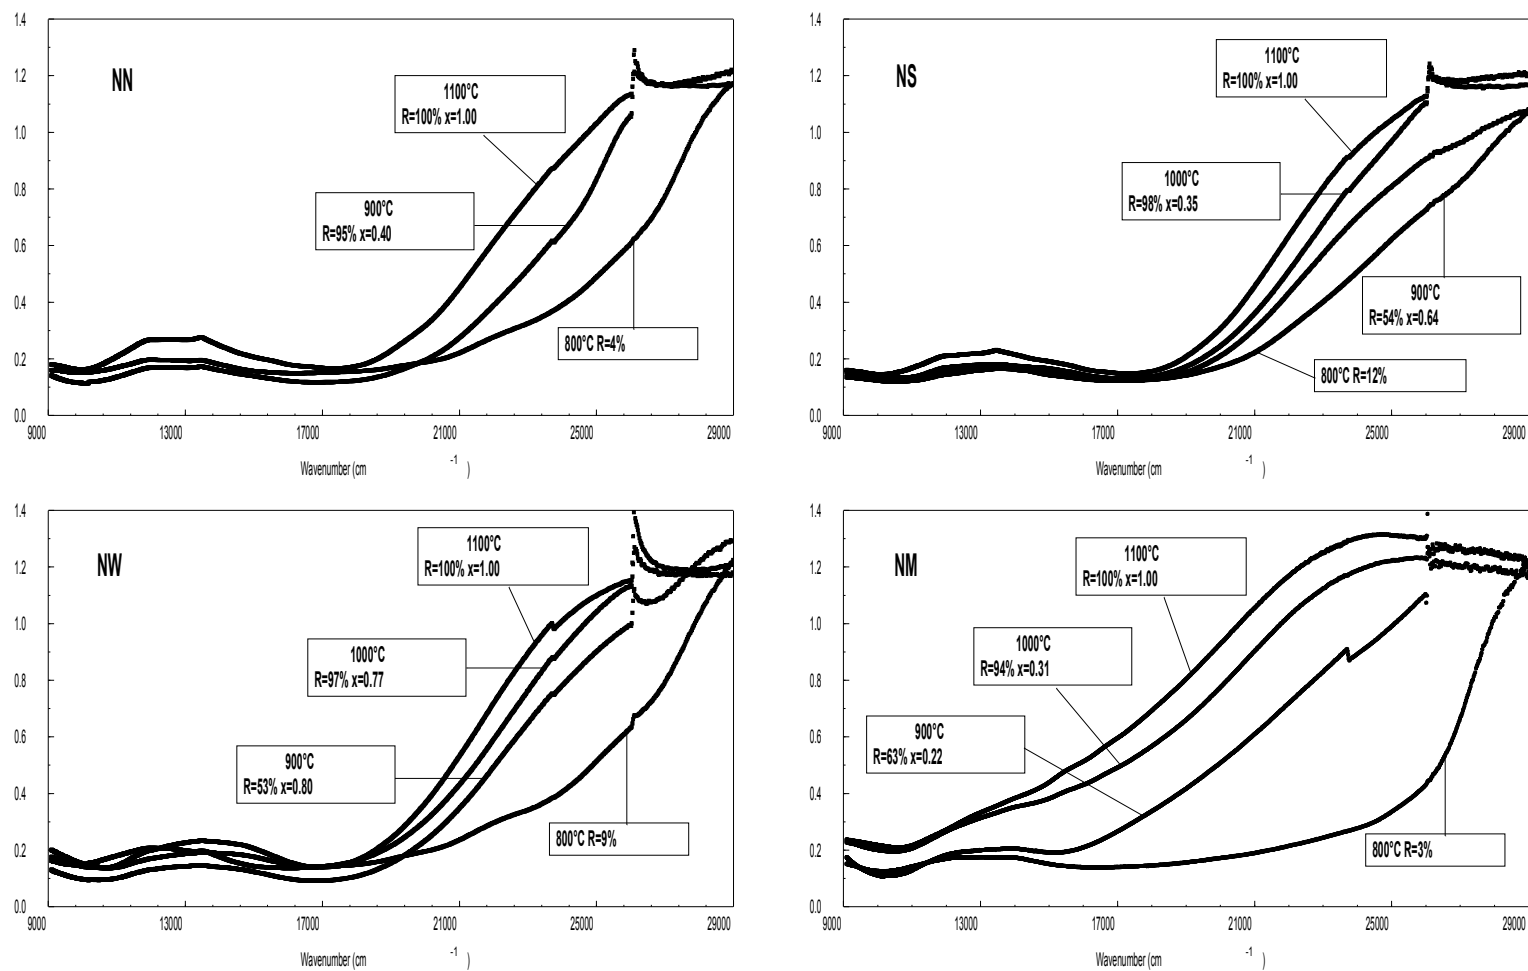 1.4
1.2
1.0
0.8
0.6
0.4
0.2
0.0
NN
1100°C
R=100% x=1.00
900°C
R=95% x=0.40
800°C R=4%
9000 13000 17000 21000 25000 29000
Wavenumber (cm -1 )
1.4
1.2
1.0
0.8
0.6
0.4
0.2
0.0
NS
1100°C
R=100% x=1.00
1000°C
R=98% x=0.35
900°C
R=54% x=0.64
800°C R=12%
9000 13000 17000 21000 25000 29000
Wavenumber (cm -1 )
1.4
1.2
1.0
0.8
0.6
0.4
0.2
0.0
NW
1100°C
R=100% x=1.00
1000°C
R=97% x=0.77
900°C
R=53% x=0.80
800°C R=9%
9000 13000 17000 21000 25000 29000
Wavenumber (cm -1 )
1.4
1.2
1.0
0.8
0.6
0.4
0.2
0.0
NM
1100°C
R=100% x=1.00
1000°C
R=94% x=0.31
900°C
R=63% x=0.22
800°C R=3%
9000 13000 17000 21000 25000 29000
Wavenumber (cm -1 )